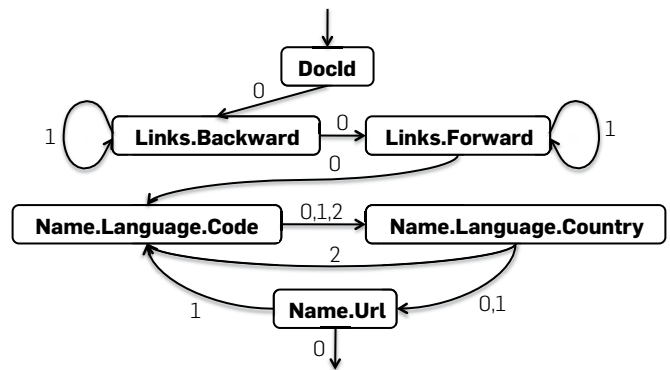 DocId
0
1 Links.Backward 0 Links.Forward 1
0
Name.Language.Code 0,1,2 Name.Language.Country
2
1 Name.Url 0,1
0